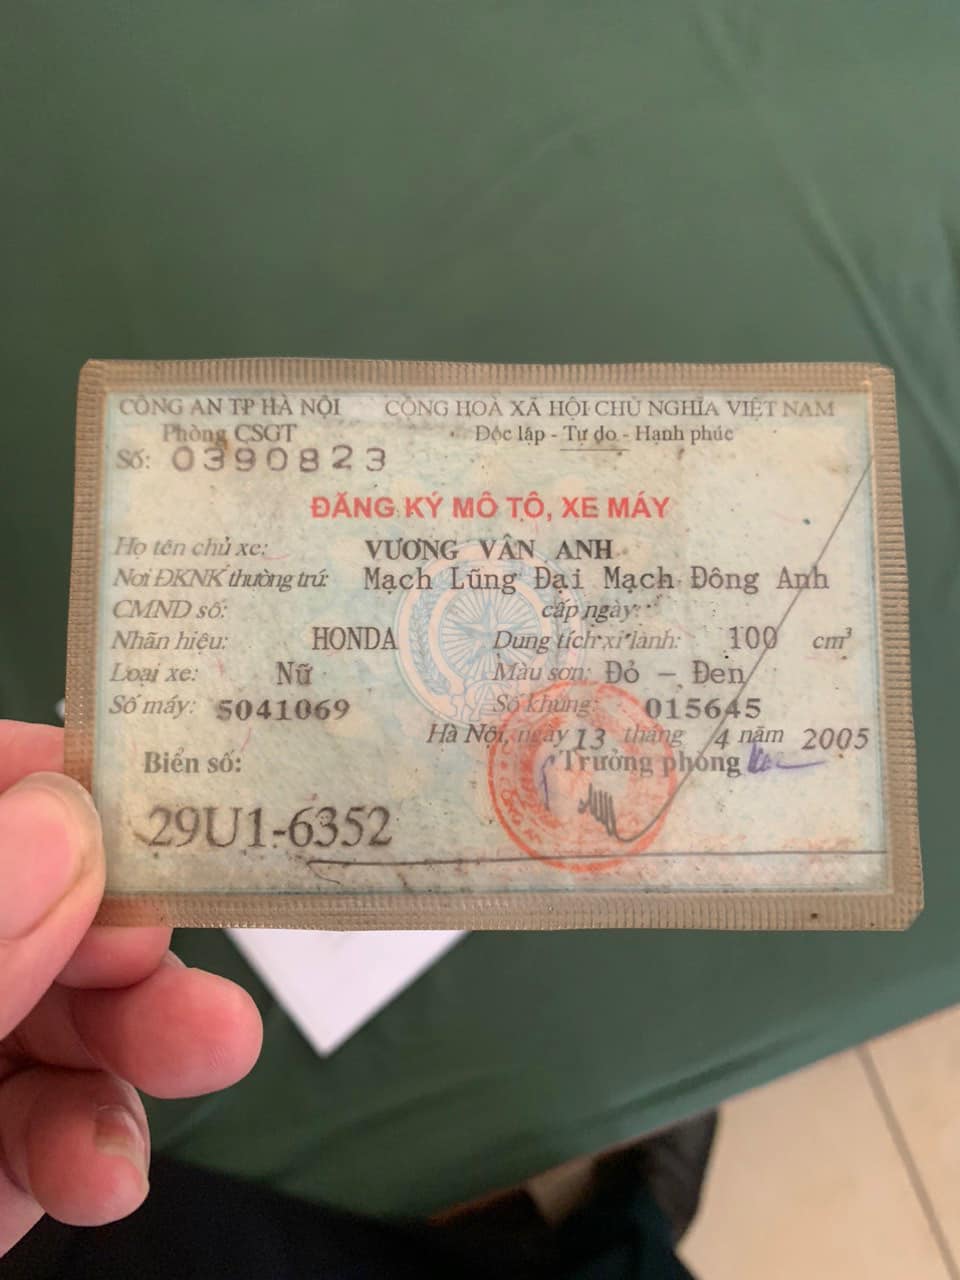 CÔNG AN TP HÀ NỘI CỘNG HOÀ XÃ HỘI CHỦ NGHĨA VIỆT NAM
Phòng CSGT Độc lập - Tự do - Hạnh phúc
Số: 0390823
ĐĂNG KÝ MÔ TÔ, XE MÁY
Họ tên chủ xe: VƯƠNG VÂN ANH
Nơi ĐKNK thường trú: Mạch Lũng Đại Mạch Đông Anh
CMND số: cấp ngày:
Nhãn hiệu: HONDA Dung tích xi lanh: 100 cm³
Loại xe: Nữ Màu sơn: Đỏ - Đen
Số máy: 5041069 Số khung: 015645
Hà Nội, ngày 13 tháng 4 năm 2005
Biển số: Trưởng phòng
29U1-6352